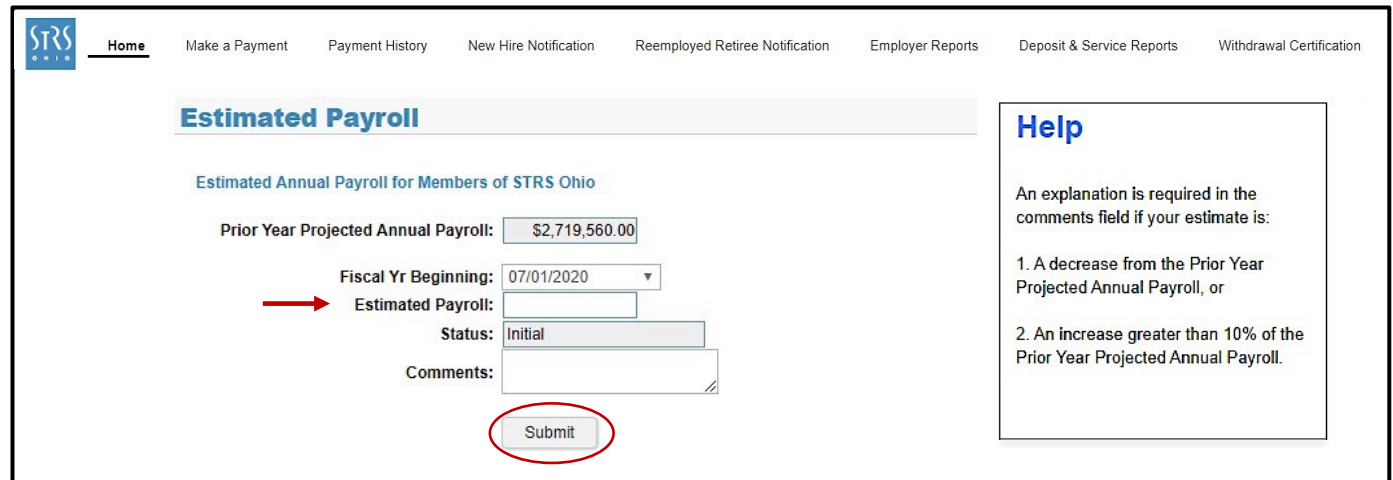 STRS
OHIO
Home Make a Payment Payment History New Hire Notification Reemployed Retiree Notification Employer Reports Deposit & Service Reports Withdrawal Certification
Estimated Payroll
Estimated Annual Payroll for Members of STRS Ohio
Prior Year Projected Annual Payroll: $2,719,560.00
Fiscal Yr Beginning: 07/01/2020
Estimated Payroll:
Status: Initial
Comments:
Submit
Help
An explanation is required in the
comments field if your estimate is:
1. A decrease from the Prior Year
Projected Annual Payroll, or
2. An increase greater than 10% of the
Prior Year Projected Annual Payroll.